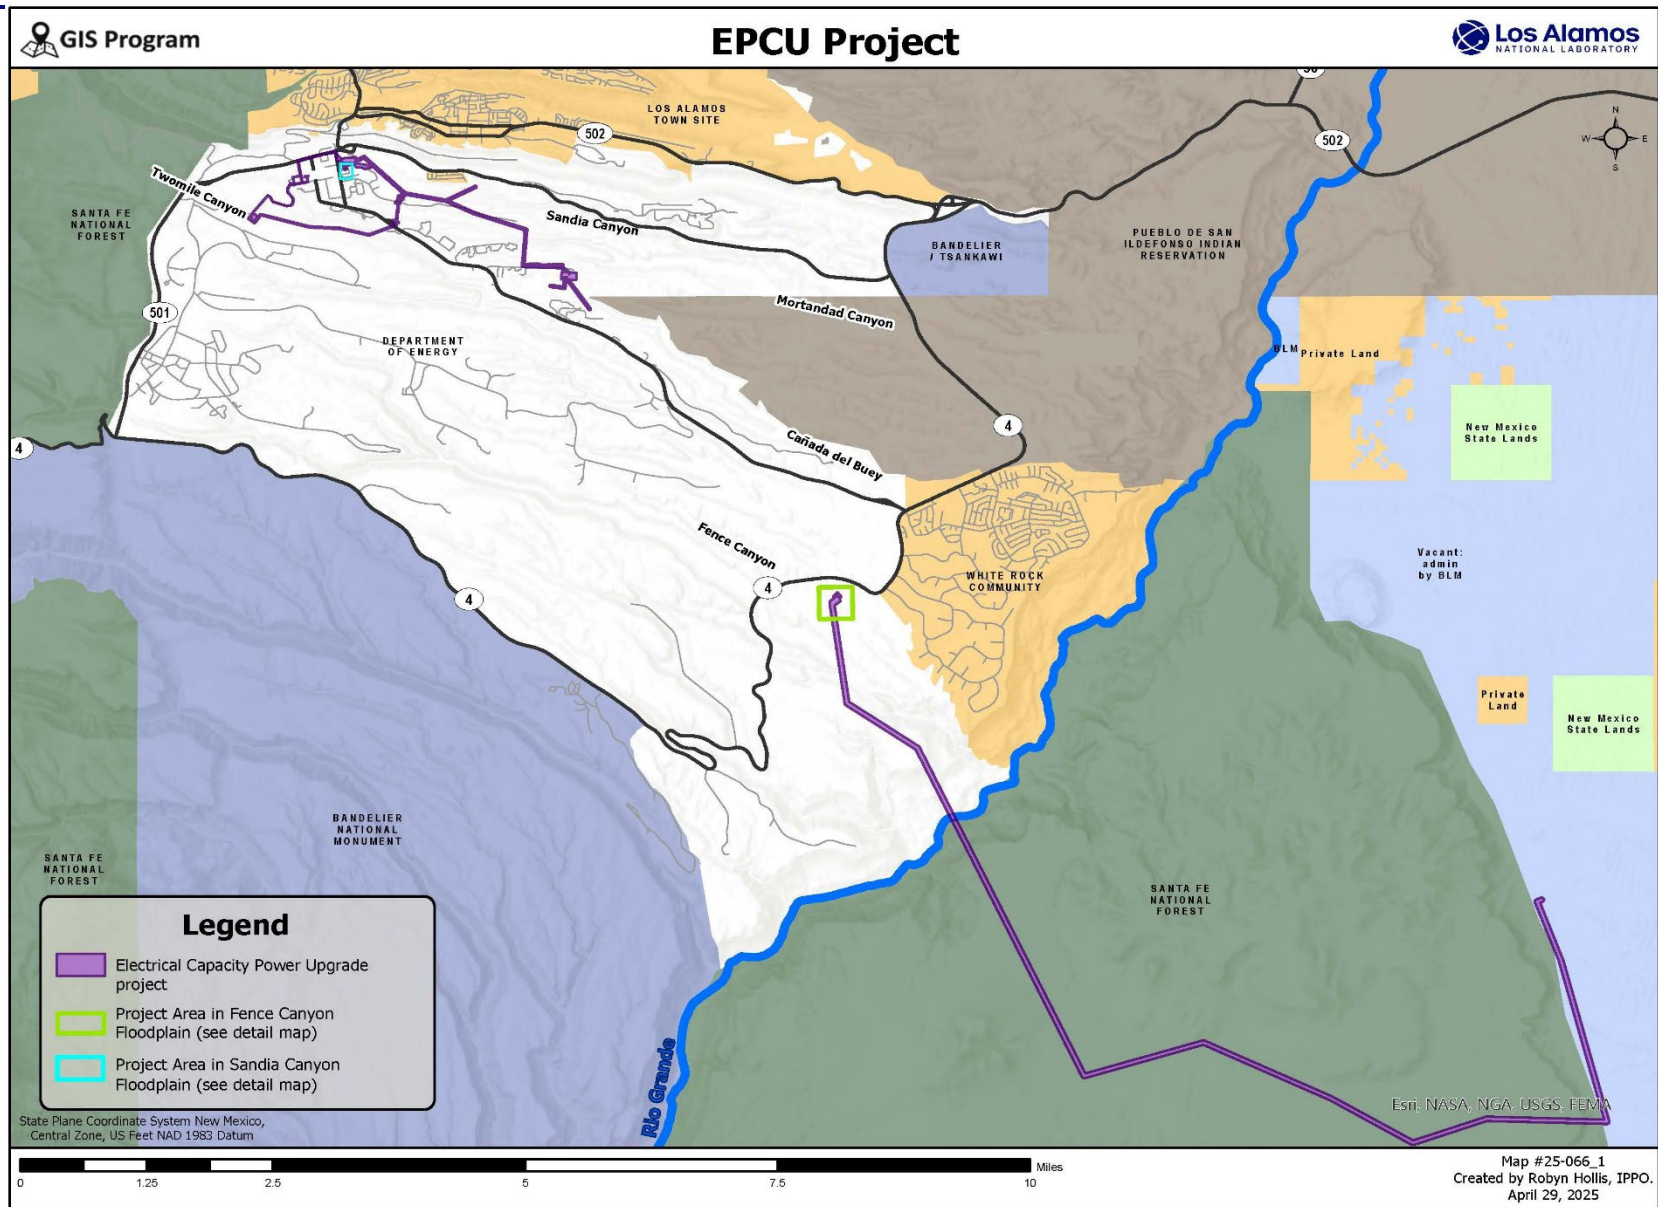 GIS Program
EPCU Project
Los Alamos
NATIONAL LABORATORY
LOS ALAMOS
TOWN SITE
502
502
N
W
E
S
Twomile Canyon
SANTA FE
NATIONAL
FOREST
Sandia Canyon
BANDELIER
/ TSANKAWI
PUEBLO DE SAN
ILDEFONSO INDIAN
RESERVATION
501
Mortandad Canyon
DEPARTMENT
OF ENERGY
BLM
Private Land
4
4
New Mexico
State Lands
Cañada del Buey
Fence Canyon
Vacant:
admin
by BLM
WHITE ROCK
COMMUNITY
4
4
Private
Land
New Mexico
State Lands
BANDELIER
NATIONAL
MONUMENT
SANTA FE
NATIONAL
FOREST
SANTA FE
NATIONAL
FOREST
Legend
Electrical Capacity Power Upgrade
project
Project Area in Fence Canyon
Floodplain (see detail map)
Project Area in Sandia Canyon
Floodplain (see detail map)
Rio Grande
Esri, NASA, NGA, USGS, FEMA
State Plane Coordinate System New Mexico,
Central Zone, US Feet NAD 1983 Datum
Miles
0 1.25 2.5 5 7.5 10
Map #25-066_1
Created by Robyn Hollis, IPPO.
April 29, 2025